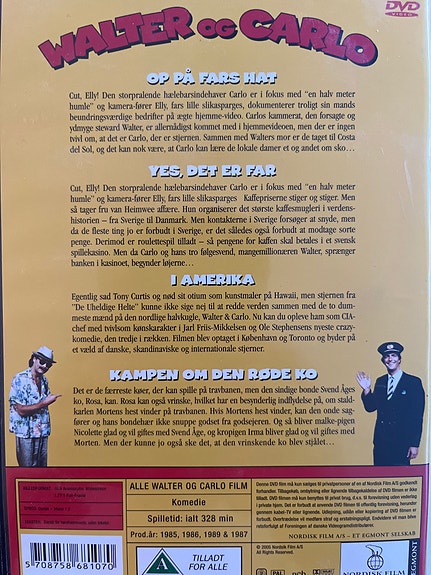 WALTER OG CARLO
DVD
VIDEO
OP PÅ FARS HAT
Cut, Elly! Den storpralende hælebarsindehaver Carlo er i fokus med "en halv meter
humle" og kamera-fører Elly, fars lille slikasparges, dokumenterer troligt sin mands
beundringsværdige bedrifter på ægte hjemme-video. Carlos kammerat, den forsagte og
ydmyge steward Walter, er allernådigst kommet med i hjemmevideoen, men der er ingen
tvivl om, at det er Carlo, der er stjernen. Sammen med Walters mor er de taget til Costa
del Sol, og det kan nok være, at Carlo kan lære de lokale damer et og andet om sko…
YES, DET ER FAR
Cut, Elly! Den storpralende hælebarsindehaver Carlo er i fokus med "en halv meter
humle" og kamera-fører Elly, fars lille slikasparges Kaffepriserne stiger og stiger. Men
så tager fru van Heimwee affære. Hun organiserer det største kaffesmugleri i verdens-
historien - fra Sverige til Danmark. Men kontakterne i Sverige forsøger at snyde, men
da de fleste ting jo er forbudt i Sverige, er det således også forbudt at modtage sorte
penge. Derimod er roulettespil tilladt – så pengene for kaffen skal betales i et svensk
spillekasino. Men da Carlo og hans tro følgesvend, mangemillionæren Walter, sprænger
banken i kasinoet, begynder løjerne…
I AMERIKA
Egentlig sad Tony Curtis og nød sit otium som kunstmaler på Hawaii, men stjernen fra
"De Uheldige Helte" kunne ikke sige nej til at redde verden sammen med de to dum-
meste mænd på den nordlige halvkugle, Walter & Carlo. Nu kan du opleve ham som CIA-
chef med tvivlsom kønskarakter i Jarl Friis-Mikkelsen og Ole Stephensens nyeste crazy-
komedie, den tredje i rækken. Filmen blev optaget i København og Toronto og byder på
et væld af danske, skandinaviske og internationale stjerner.
KAMPEN OM DEN RØDE KO
Det er de færreste køer, der kan spille på travbanen, men den sindige bonde Svend Åges
ko, Rosa, kan. Rosa kan også vrinske, hvilket har en besynderlig indflydelse på, om stald-
karlen Mortens hest vinder på travbanen. Hvis Mortens hest vinder, kan den onde sag-
fører og hans bondehær ikke snuppe godset fra godsejeren. Og så bliver malke-pigen
Nicolette glad og vil giftes med Svend Åge, og kropigen Irma bliver glad og vil giftes med
Morten. Men der kunne jo også ske det, at den vrinskende ko blev stjålet…
ALLE WALTER OG CARLO FILM
Komedie
Spilletid: ialt 328 min
Prod.år: 1985, 1986, 1989 & 1987
NORDISK FILM A/S – ET EGMONT SELSKAB
5 708758 681070
A
TILLADT
FOR ALLE
© 2005 Nordisk Film A/S
All Rights Reserved.
PAL
NORDISK FILM
EGMONT